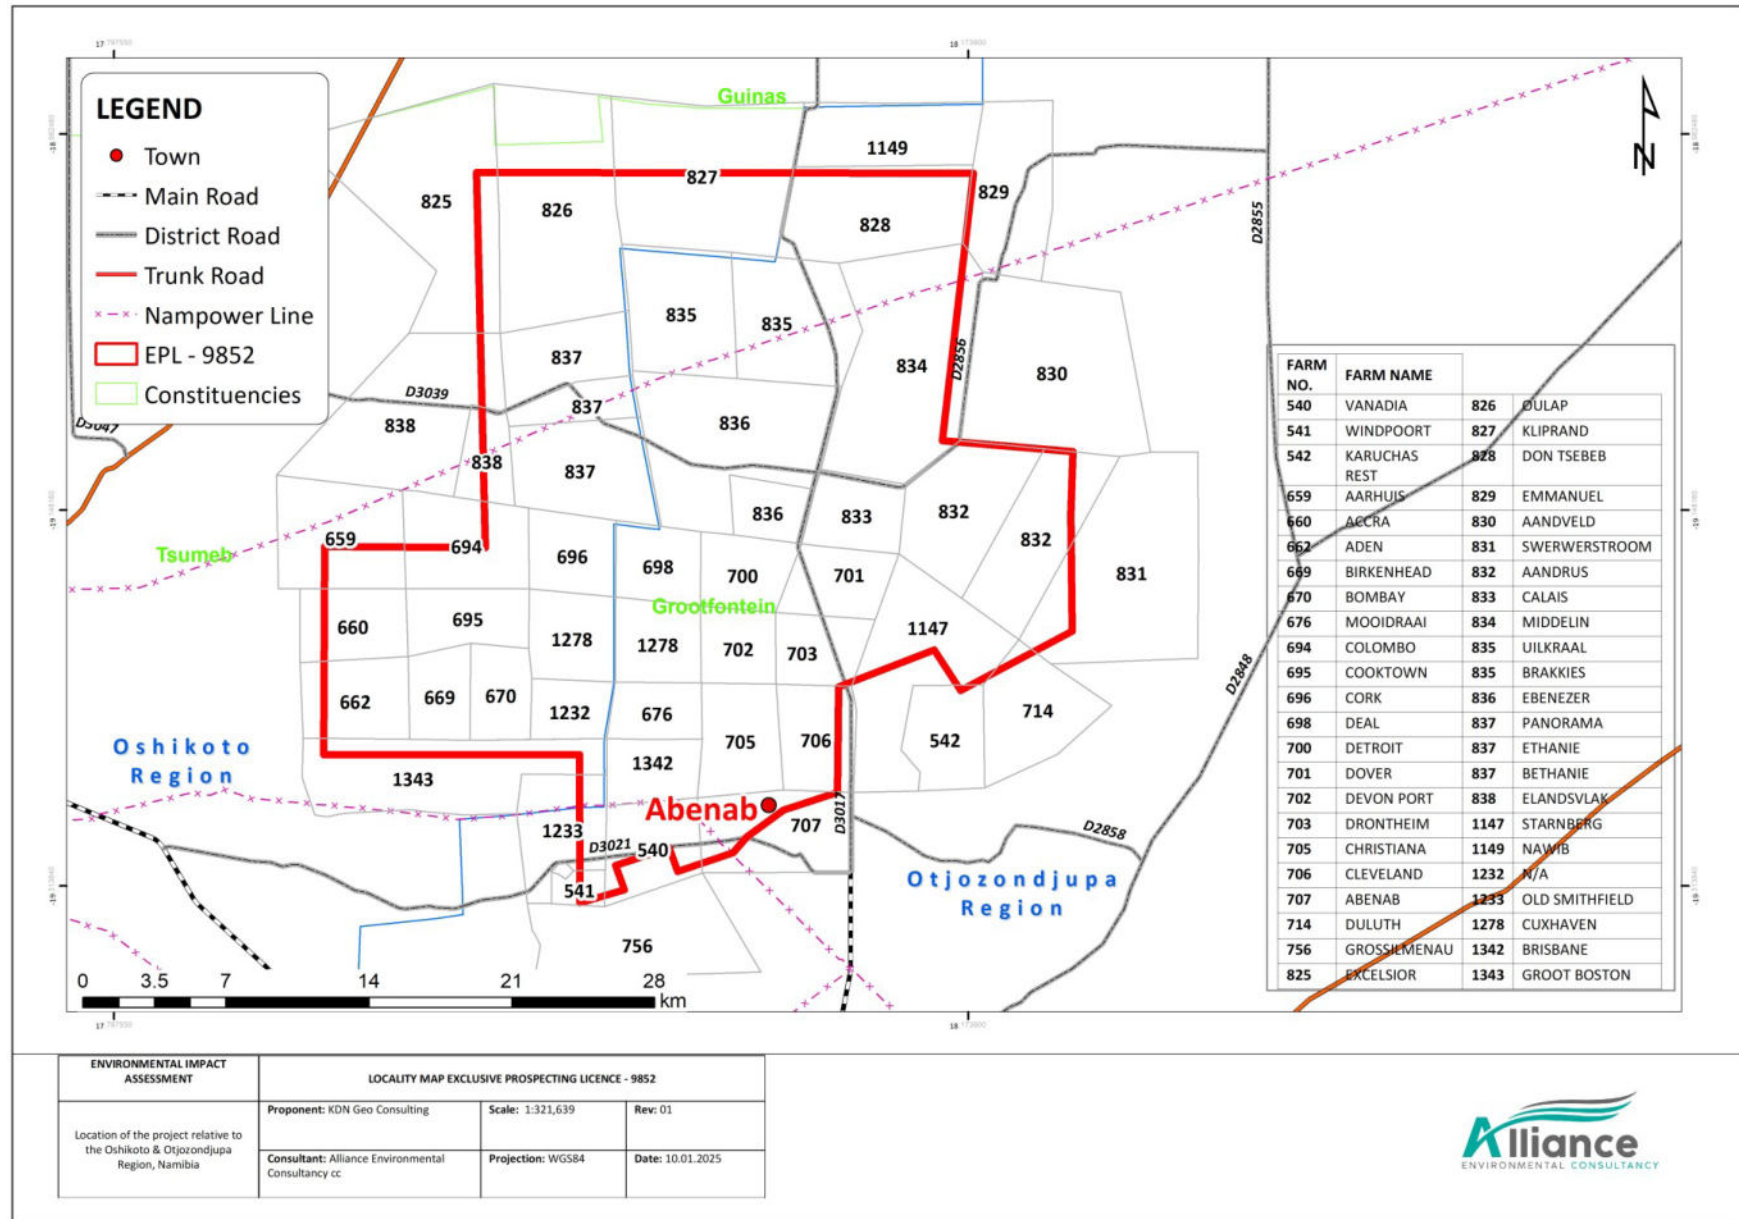 17.797550
18.173800
LEGEND
Town
Main Road
District Road
Trunk Road
Nampower Line
EPL - 9852
Constituencies
Guinas
1149
827
825
826
829
828
D2855
835
835
837
834
D2856
830
D3039
837
836
838
D3047
838
837
836
833
832
832
659
694
Tsumeb
696
698
700
701
831
Grootfontein
660
695
1278
1278
702
703
1147
662
669
670
1232
676
705
706
542
714
D2848
Oshikoto
Region
1343
1342
Abenab
D3017
707
D2858
1233
D3021
540
541
Otjozondjupa
Region
756
0 3.5 7 14 21 28
km
N
FARM NO. FARM NAME
540 VANADIA 826 OULAP
541 WINDPOORT 827 KLIPRAND
542 KARUCHAS REST 828 DON TSEBEB
659 AARHUIS 829 EMMANUEL
660 ACCRA 830 AANDVELD
662 ADEN 831 SWERWERSTROOM
669 BIRKENHEAD 832 AANDRUS
670 BOMBAY 833 CALAIS
676 MOOIDRAAI 834 MIDDELIN
694 COLOMBO 835 UILKRAAL
695 COOKTOWN 835 BRAKKIES
696 CORK 836 EBENEZER
698 DEAL 837 PANORAMA
700 DETROIT 837 ETHANIE
701 DOVER 837 BETHANIE
702 DEVON PORT 838 ELANDSVLAK
703 DRONTHEIM 1147 STARNBERG
705 CHRISTIANA 1149 NAWIB
706 CLEVELAND 1232 N/A
707 ABENAB 1233 OLD SMITHFIELD
714 DULUTH 1278 CUXHAVEN
756 GROSSILMENAU 1342 BRISBANE
825 EXCELSIOR 1343 GROOT BOSTON
17.797550
18.173800
ENVIRONMENTAL IMPACT
ASSESSMENT
LOCALITY MAP EXCLUSIVE PROSPECTING LICENCE - 9852
Location of the project relative to
the Oshikoto & Otjozondjupa
Region, Namibia
Proponent: KDN Geo Consulting
Scale: 1:321,639
Rev: 01
Consultant: Alliance Environmental
Consultancy cc
Projection: WGS84
Date: 10.01.2025
Alliance
ENVIRONMENTAL CONSULTANCY